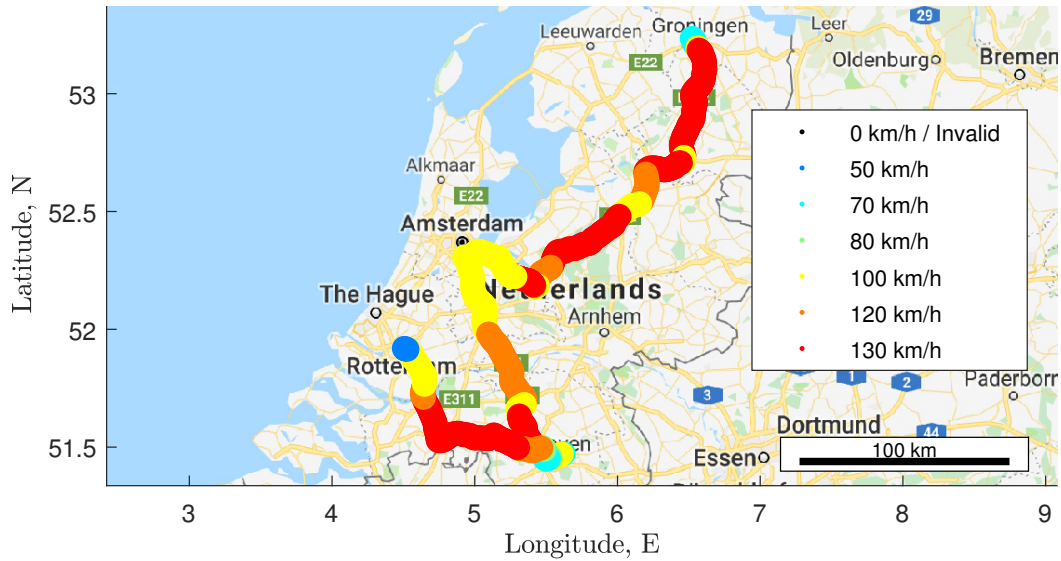 29
Leeuwarden
Groningen
Leer
Oldenburg
Bremen
E22
53
Alkmaar
E22
52.5
Amsterdam
Netherlands
The Hague
Arnhem
52
Rotterdam
E311
3
1
2
Paderborn
Dortmund
44
Essen
51.5
0 km/h / Invalid
50 km/h
70 km/h
80 km/h
100 km/h
120 km/h
130 km/h
100 km
3
4
5
6
7
8
9
Latitude, N
Longitude, E